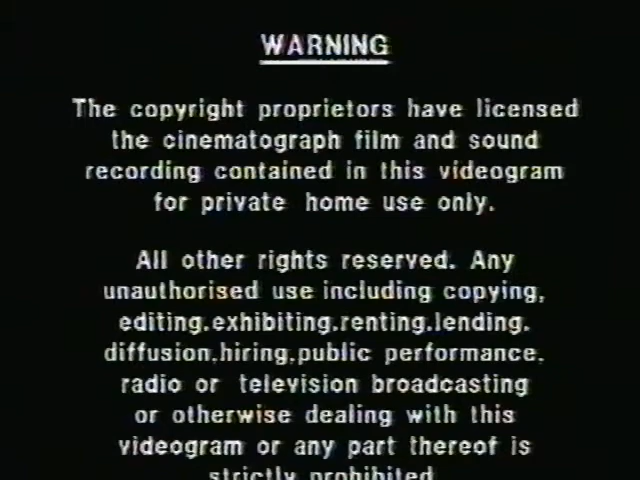 WARNING
The copyright proprietors have licensed
the cinematograph film and sound
recording contained in this videogram
for private home use only.
All other rights reserved. Any
unauthorised use including copying,
editing.exhibiting.renting.lending.
diffusion.hiring.public performance.
radio or television broadcasting
or otherwise dealing with this
videogram or any part thereof is
strictly prohibited